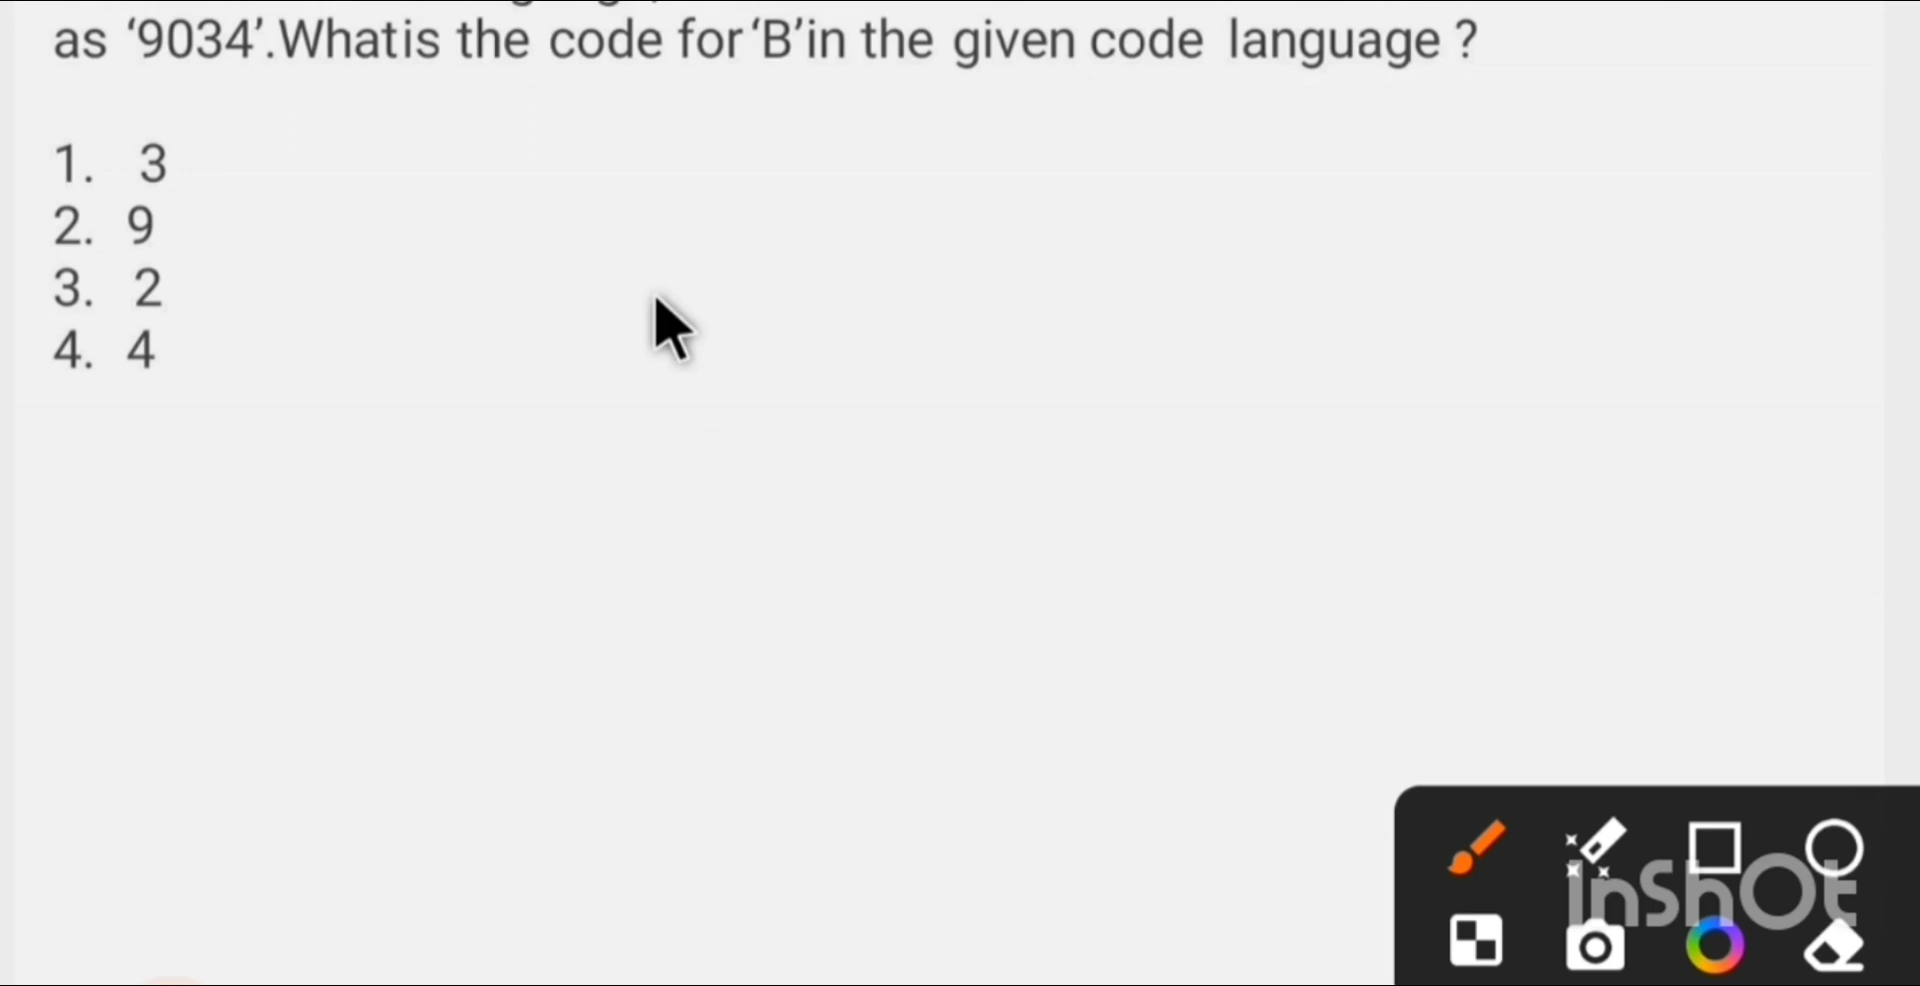 as ‘9034’.Whatis the code for‘B’in the given code language ?
1. 3
2. 9
3. 2
4. 4
InShOt